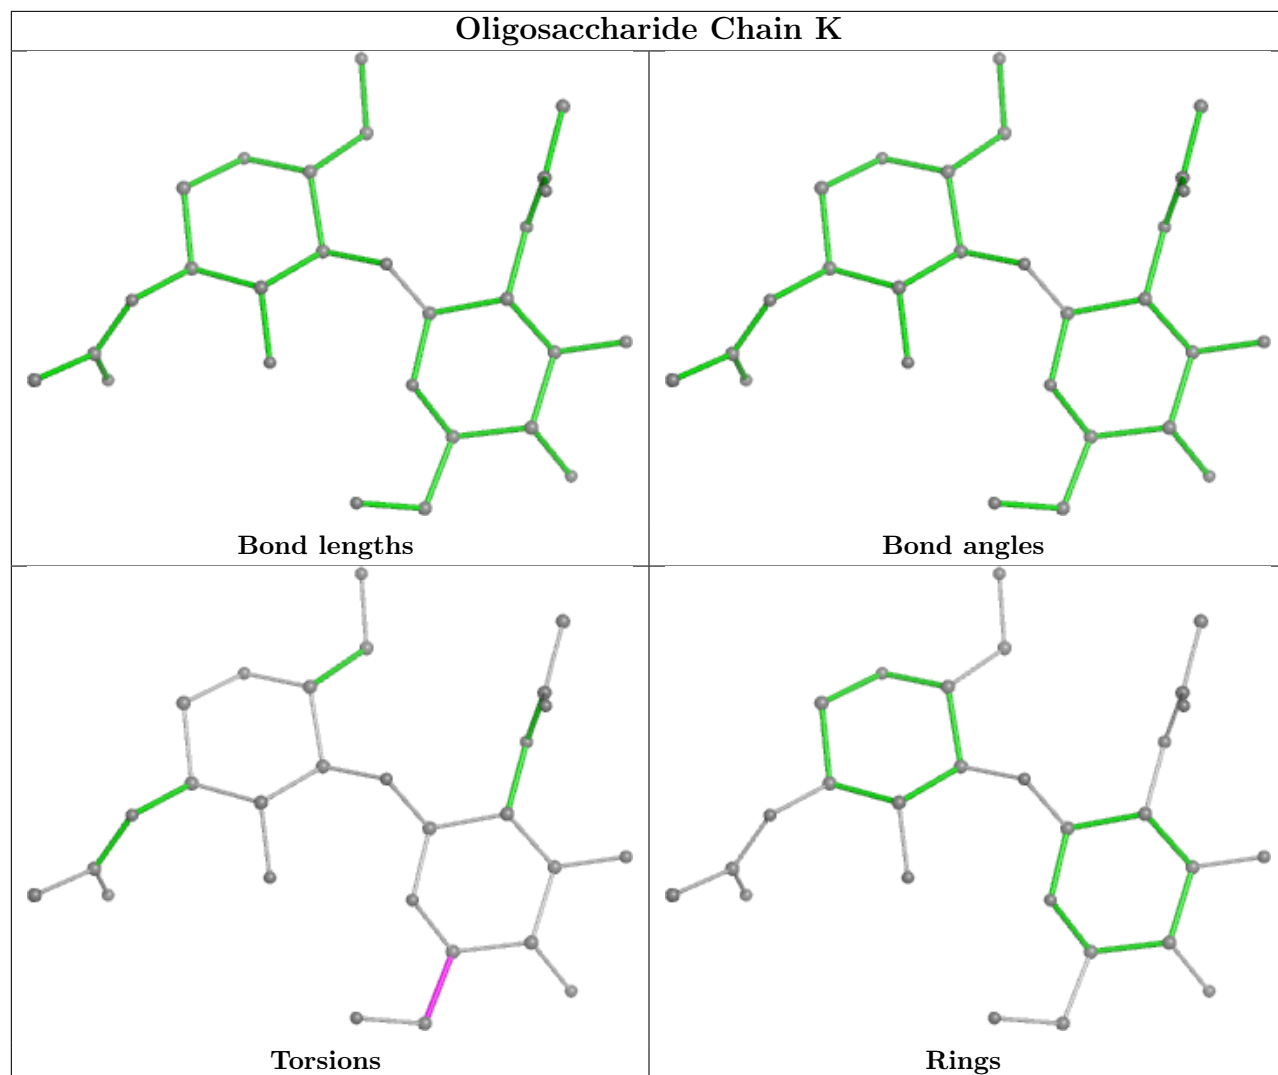 Oligosaccharide Chain K
Bond lengths
Bond angles
Torsions
Rings